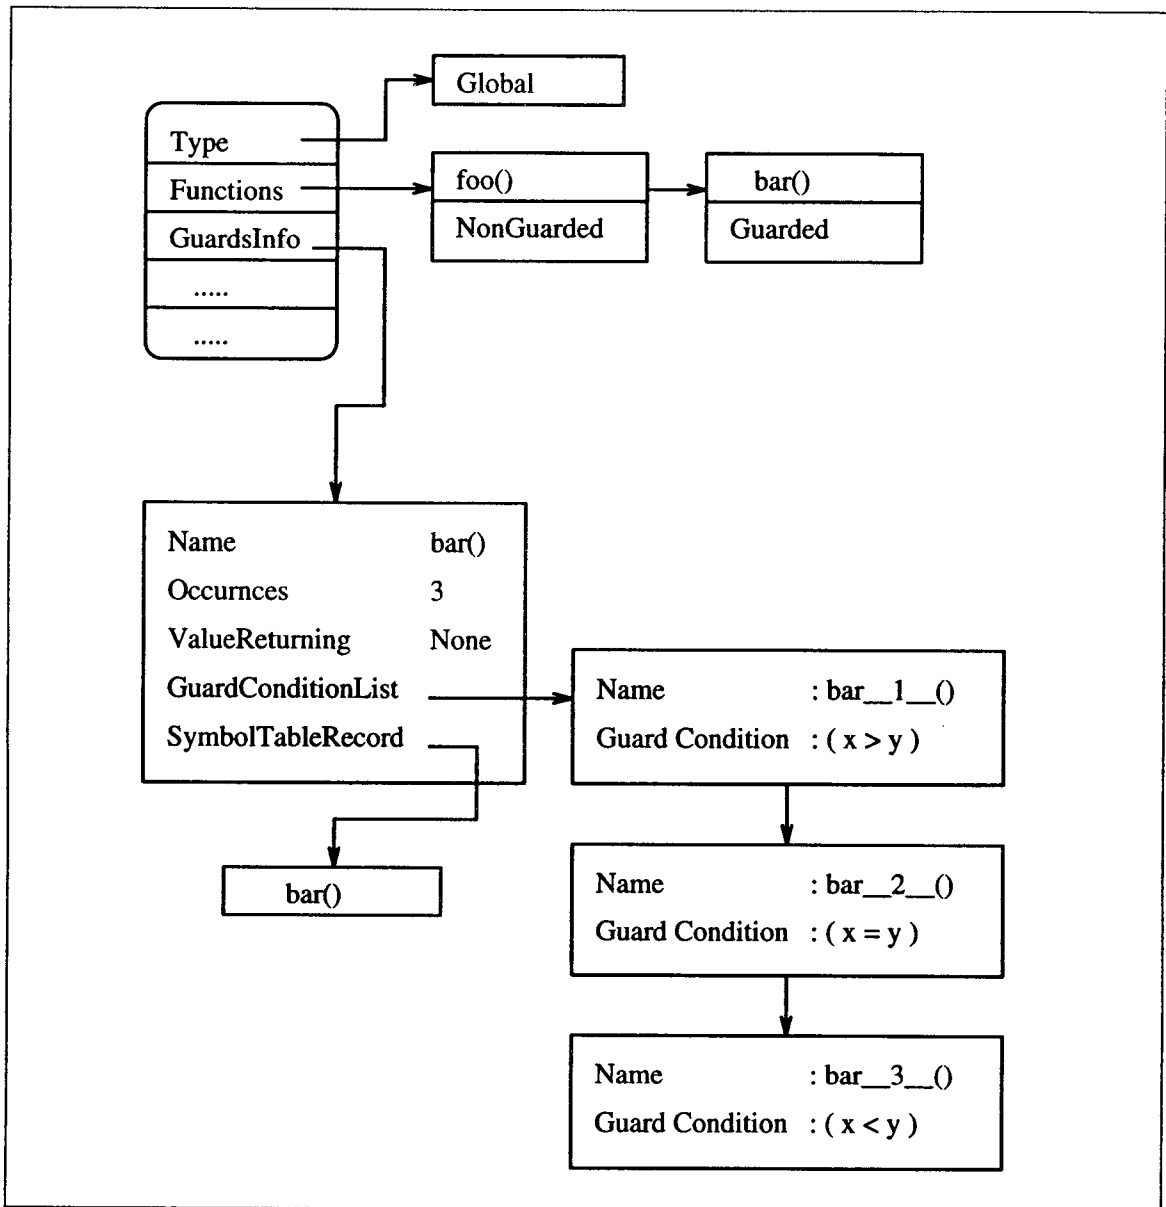 Global
Type
Functions
foo()
bar()
GuardsInfo
NonGuarded
Guarded
.....
.....
Name bar()
Occurnces 3
ValueReturning None
GuardConditionList
SymbolTableRecord
Name : bar__1__()
Guard Condition : ( x > y )
bar()
Name : bar__2__()
Guard Condition : ( x = y )
Name : bar__3__()
Guard Condition : ( x < y )